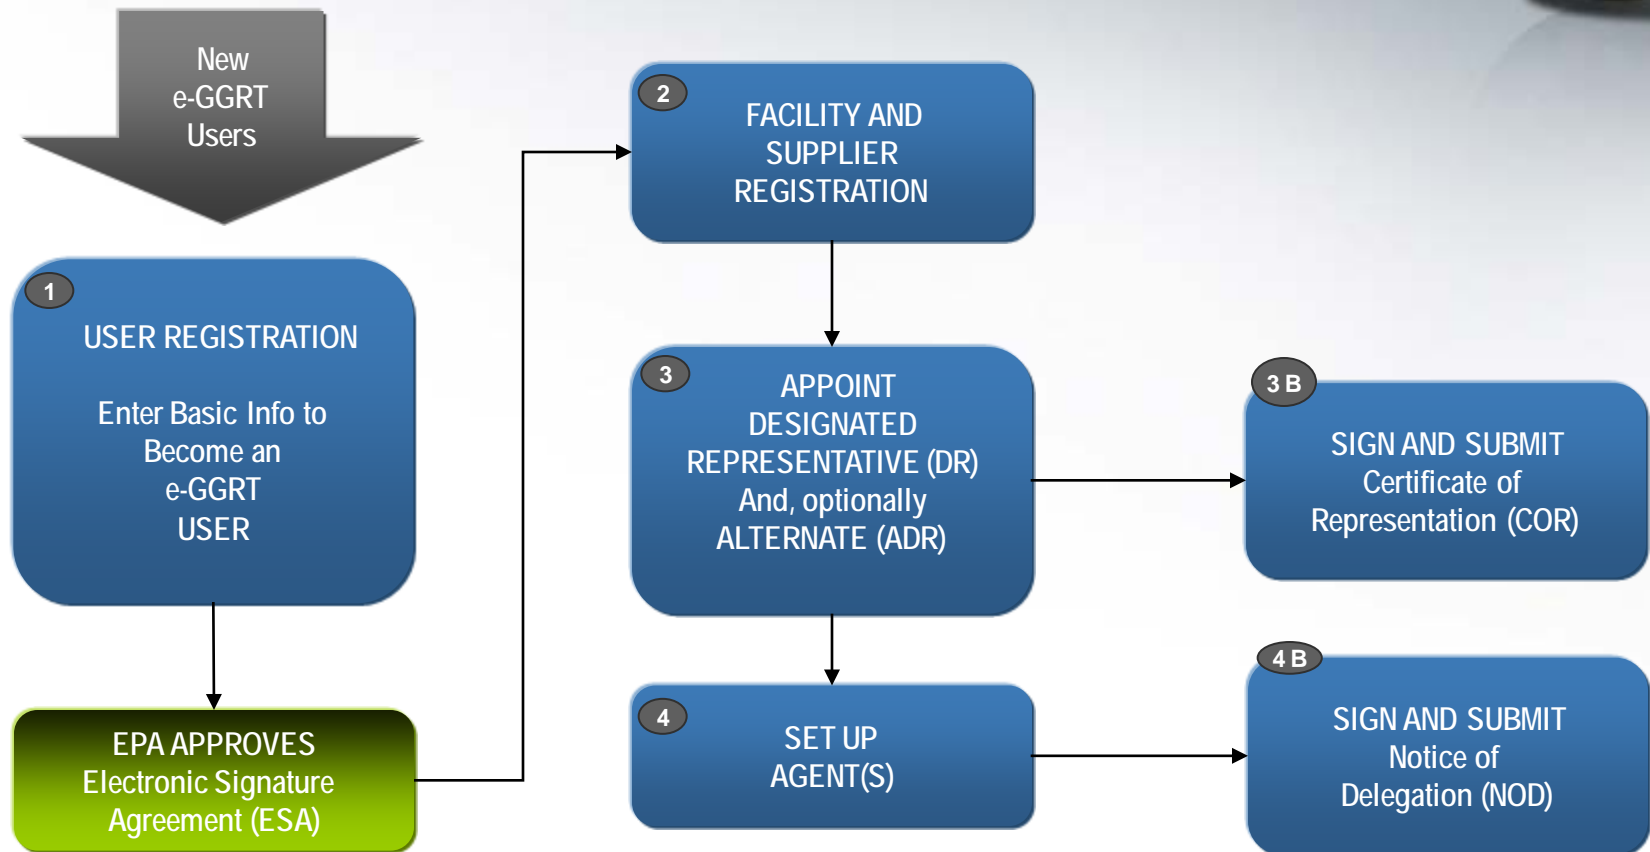 New
e-GGRT
Users
1
USER REGISTRATION
Enter Basic Info to
Become an
e-GGRT
USER
EPA APPROVES
Electronic Signature
Agreement (ESA)
2
FACILITY AND
SUPPLIER
REGISTRATION
3
APPOINT
DESIGNATED
REPRESENTATIVE (DR)
And, optionally
ALTERNATE (ADR)
3 B
SIGN AND SUBMIT
Certificate of
Representation (COR)
4
SET UP
AGENT(S)
4 B
SIGN AND SUBMIT
Notice of
Delegation (NOD)